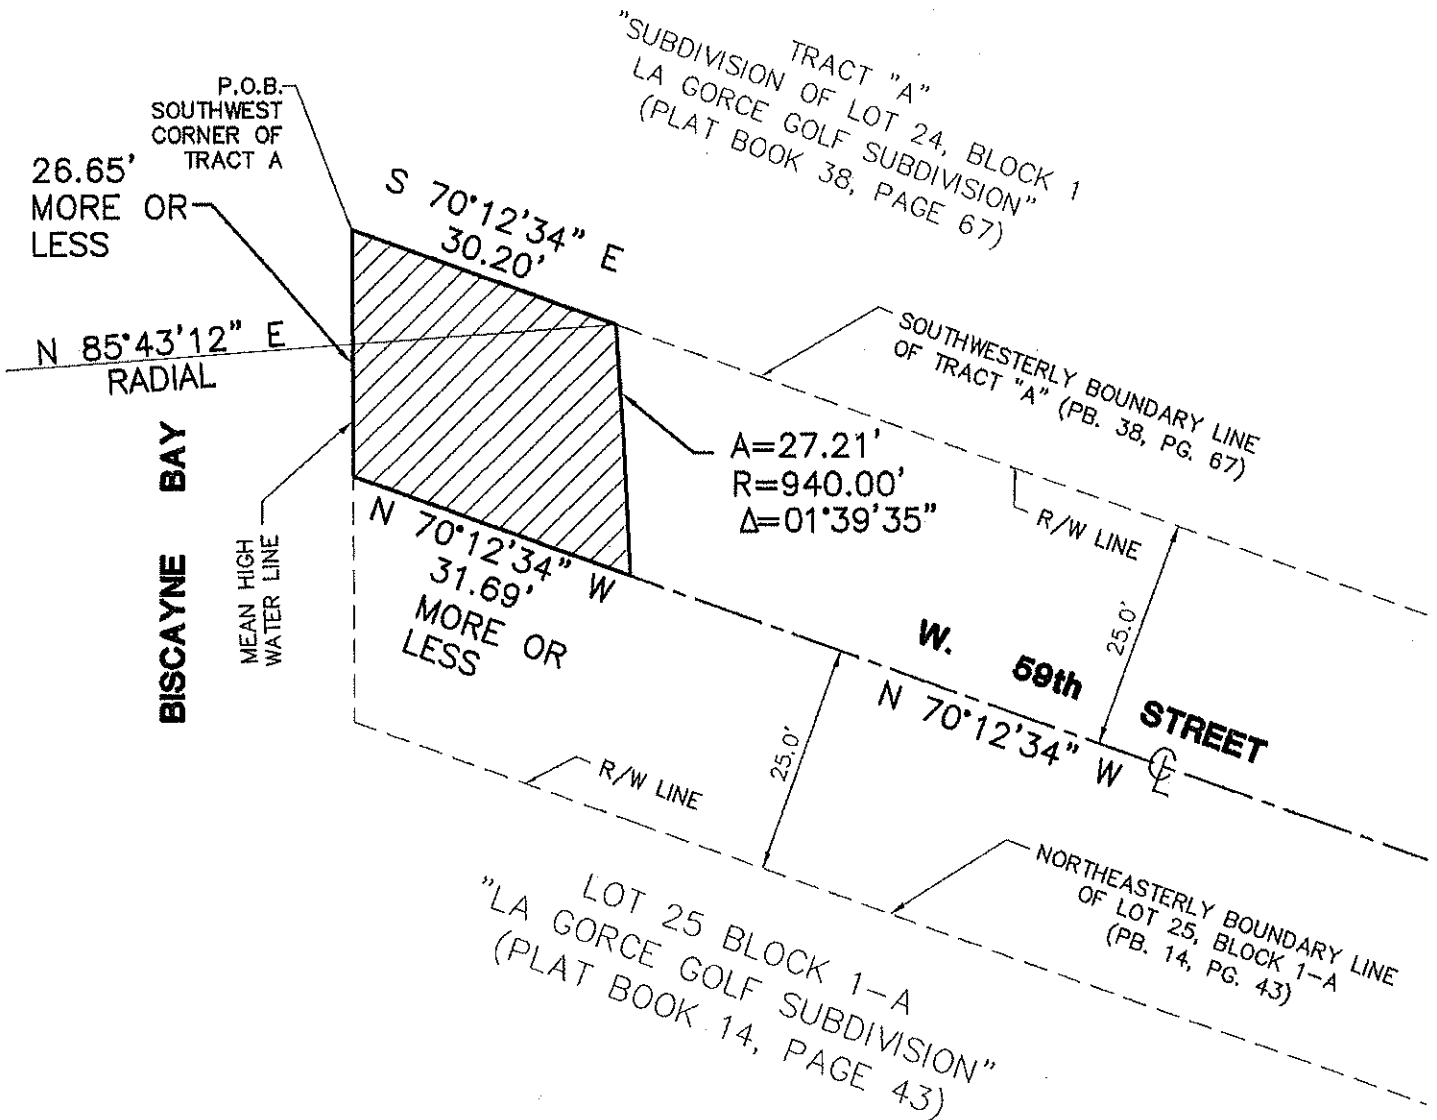 TRACT "A"
"SUBDIVISION OF LOT 24, BLOCK 1
LA GORCE GOLF SUBDIVISION"
(PLAT BOOK 38, PAGE 67)
P.O.B.
SOUTHWEST
CORNER OF
TRACT A
26.65'
MORE OR
LESS
S 70°12'34" E
30.20'
N 85°43'12" E
RADIAL
SOUTHWESTERLY BOUNDARY LINE
OF TRACT "A" (PB. 38, PG. 67)
A=27.21'
R=940.00'
Δ=01°39'35"
R/W LINE
BISCAYNE BAY
MEAN HIGH
WATER LINE
N 70°12'34" W
31.69'
MORE OR
LESS
25.0'
W. 59th STREET
N 70°12'34" W
CL
25.0'
R/W LINE
NORTHEASTERLY BOUNDARY LINE
OF LOT 25, BLOCK 1-A
(PB. 14, PG. 43)
LOT 25 BLOCK 1-A
"LA GORCE GOLF SUBDIVISION"
(PLAT BOOK 14, PAGE 43)